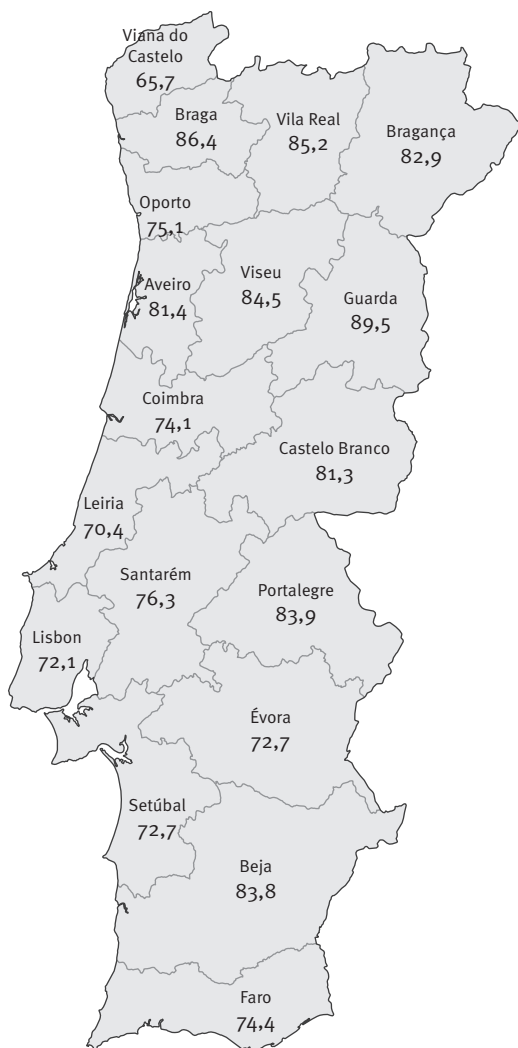 Viana do
Castelo
65,7
Braga
86,4
Vila Real
85,2
Bragança
82,9
Oporto
75,1
Aveiro
81,4
Viseu
84,5
Guarda
89,5
Coimbra
74,1
Castelo Branco
81,3
Leiria
70,4
Santarém
76,3
Portalegre
83,9
Lisbon
72,1
Évora
72,7
Setúbal
72,7
Beja
83,8
Faro
74,4